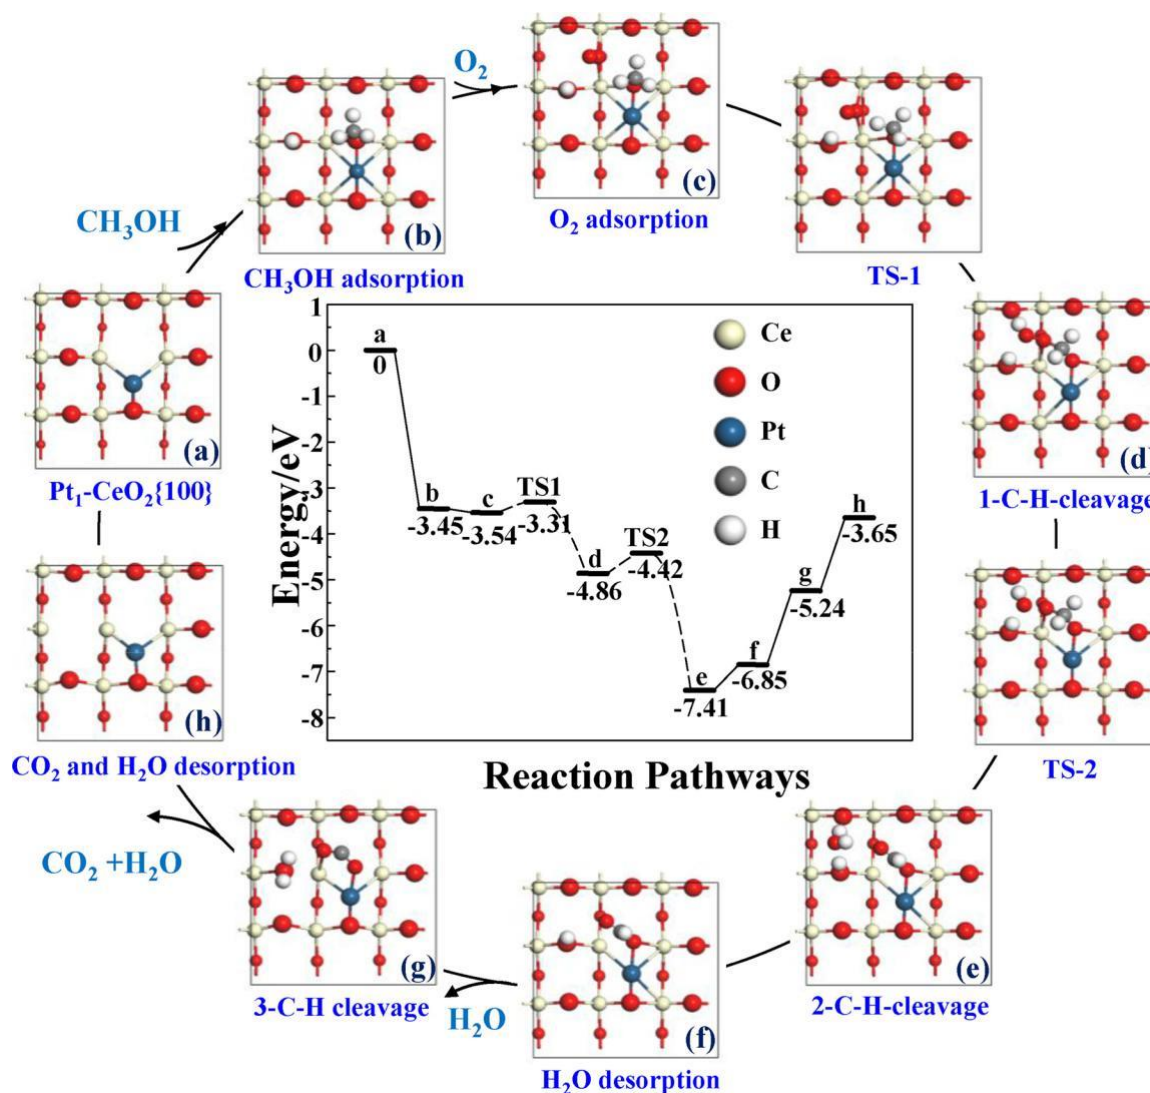 O₂
(c)
O₂ adsorption
CH₃OH
(b)
CH₃OH adsorption
TS-1
(a)
Pt₁-CeO₂{100}
(d)
1-C-H-cleavage
Energy/eV
1
0
-1
-2
-3
-4
-5
-6
-7
-8
a
0
b
-3.45
c
-3.54
TS1
-3.31
d
-4.86
TS2
-4.42
e
-7.41
f
-6.85
g
-5.24
h
-3.65
Ce
O
Pt
C
H
Reaction Pathways
TS-2
(h)
CO₂ and H₂O desorption
CO₂ +H₂O
(g)
3-C-H cleavage
H₂O
(f)
H₂O desorption
(e)
2-C-H-cleavage